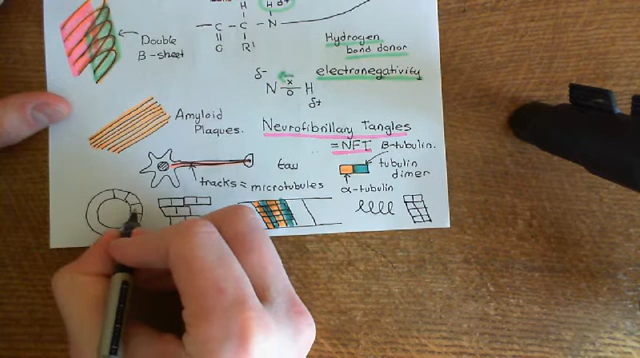 H H δ+
— C — C — N
|| |
O R'
Double
B-sheet
Hydrogen
bond donor
electronegativity
δ-
N x H
o
δ+
Amyloid
Plaques.
Neurofibrillary Tangles
= NFT
B-tubulin.
tau
tubulin
dimer
tracks = microtubules
α-tubulin